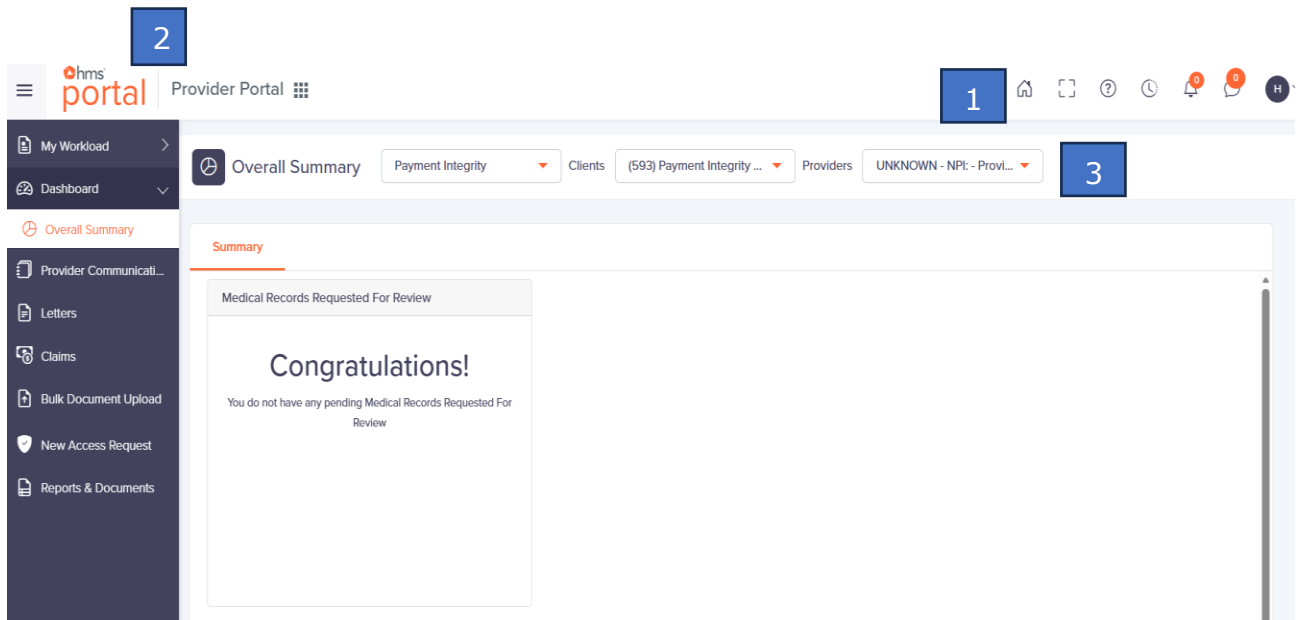 2
hms
portal
Provider Portal
1
0
0
H
My Workload
Overall Summary
Payment Integrity
Clients
(593) Payment Integrity ...
Providers
UNKNOWN - NPI: - Provi...
3
Dashboard
Overall Summary
Summary
Provider Communicati...
Medical Records Requested For Review
Letters
Claims
Congratulations!
Bulk Document Upload
You do not have any pending Medical Records Requested For
Review
New Access Request
Reports & Documents